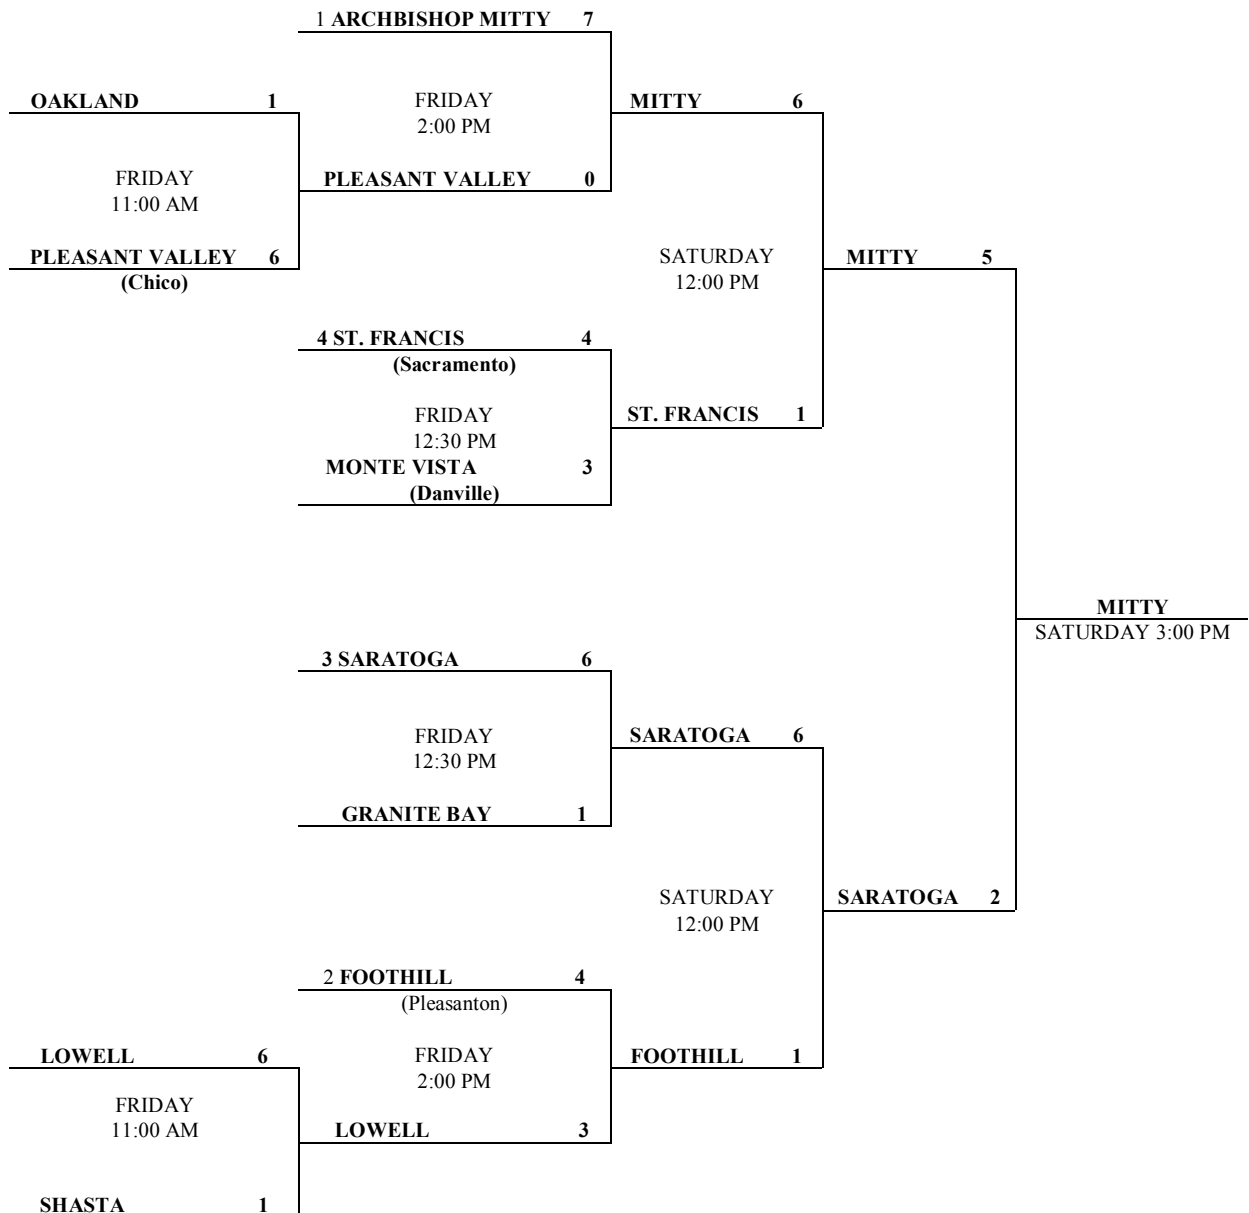 1 ARCHBISHOP MITTY 7
OAKLAND 1
FRIDAY
2:00 PM
MITTY 6
FRIDAY
11:00 AM
PLEASANT VALLEY 0
PLEASANT VALLEY 6
(Chico)
SATURDAY
12:00 PM
MITTY 5
4 ST. FRANCIS 4
(Sacramento)
FRIDAY
12:30 PM
ST. FRANCIS 1
MONTE VISTA 3
(Danville)
MITTY
SATURDAY 3:00 PM
3 SARATOGA 6
FRIDAY
12:30 PM
SARATOGA 6
GRANITE BAY 1
SATURDAY
12:00 PM
SARATOGA 2
2 FOOTHILL 4
(Pleasanton)
LOWELL 6
FRIDAY
2:00 PM
FOOTHILL 1
FRIDAY
11:00 AM
LOWELL 3
SHASTA 1